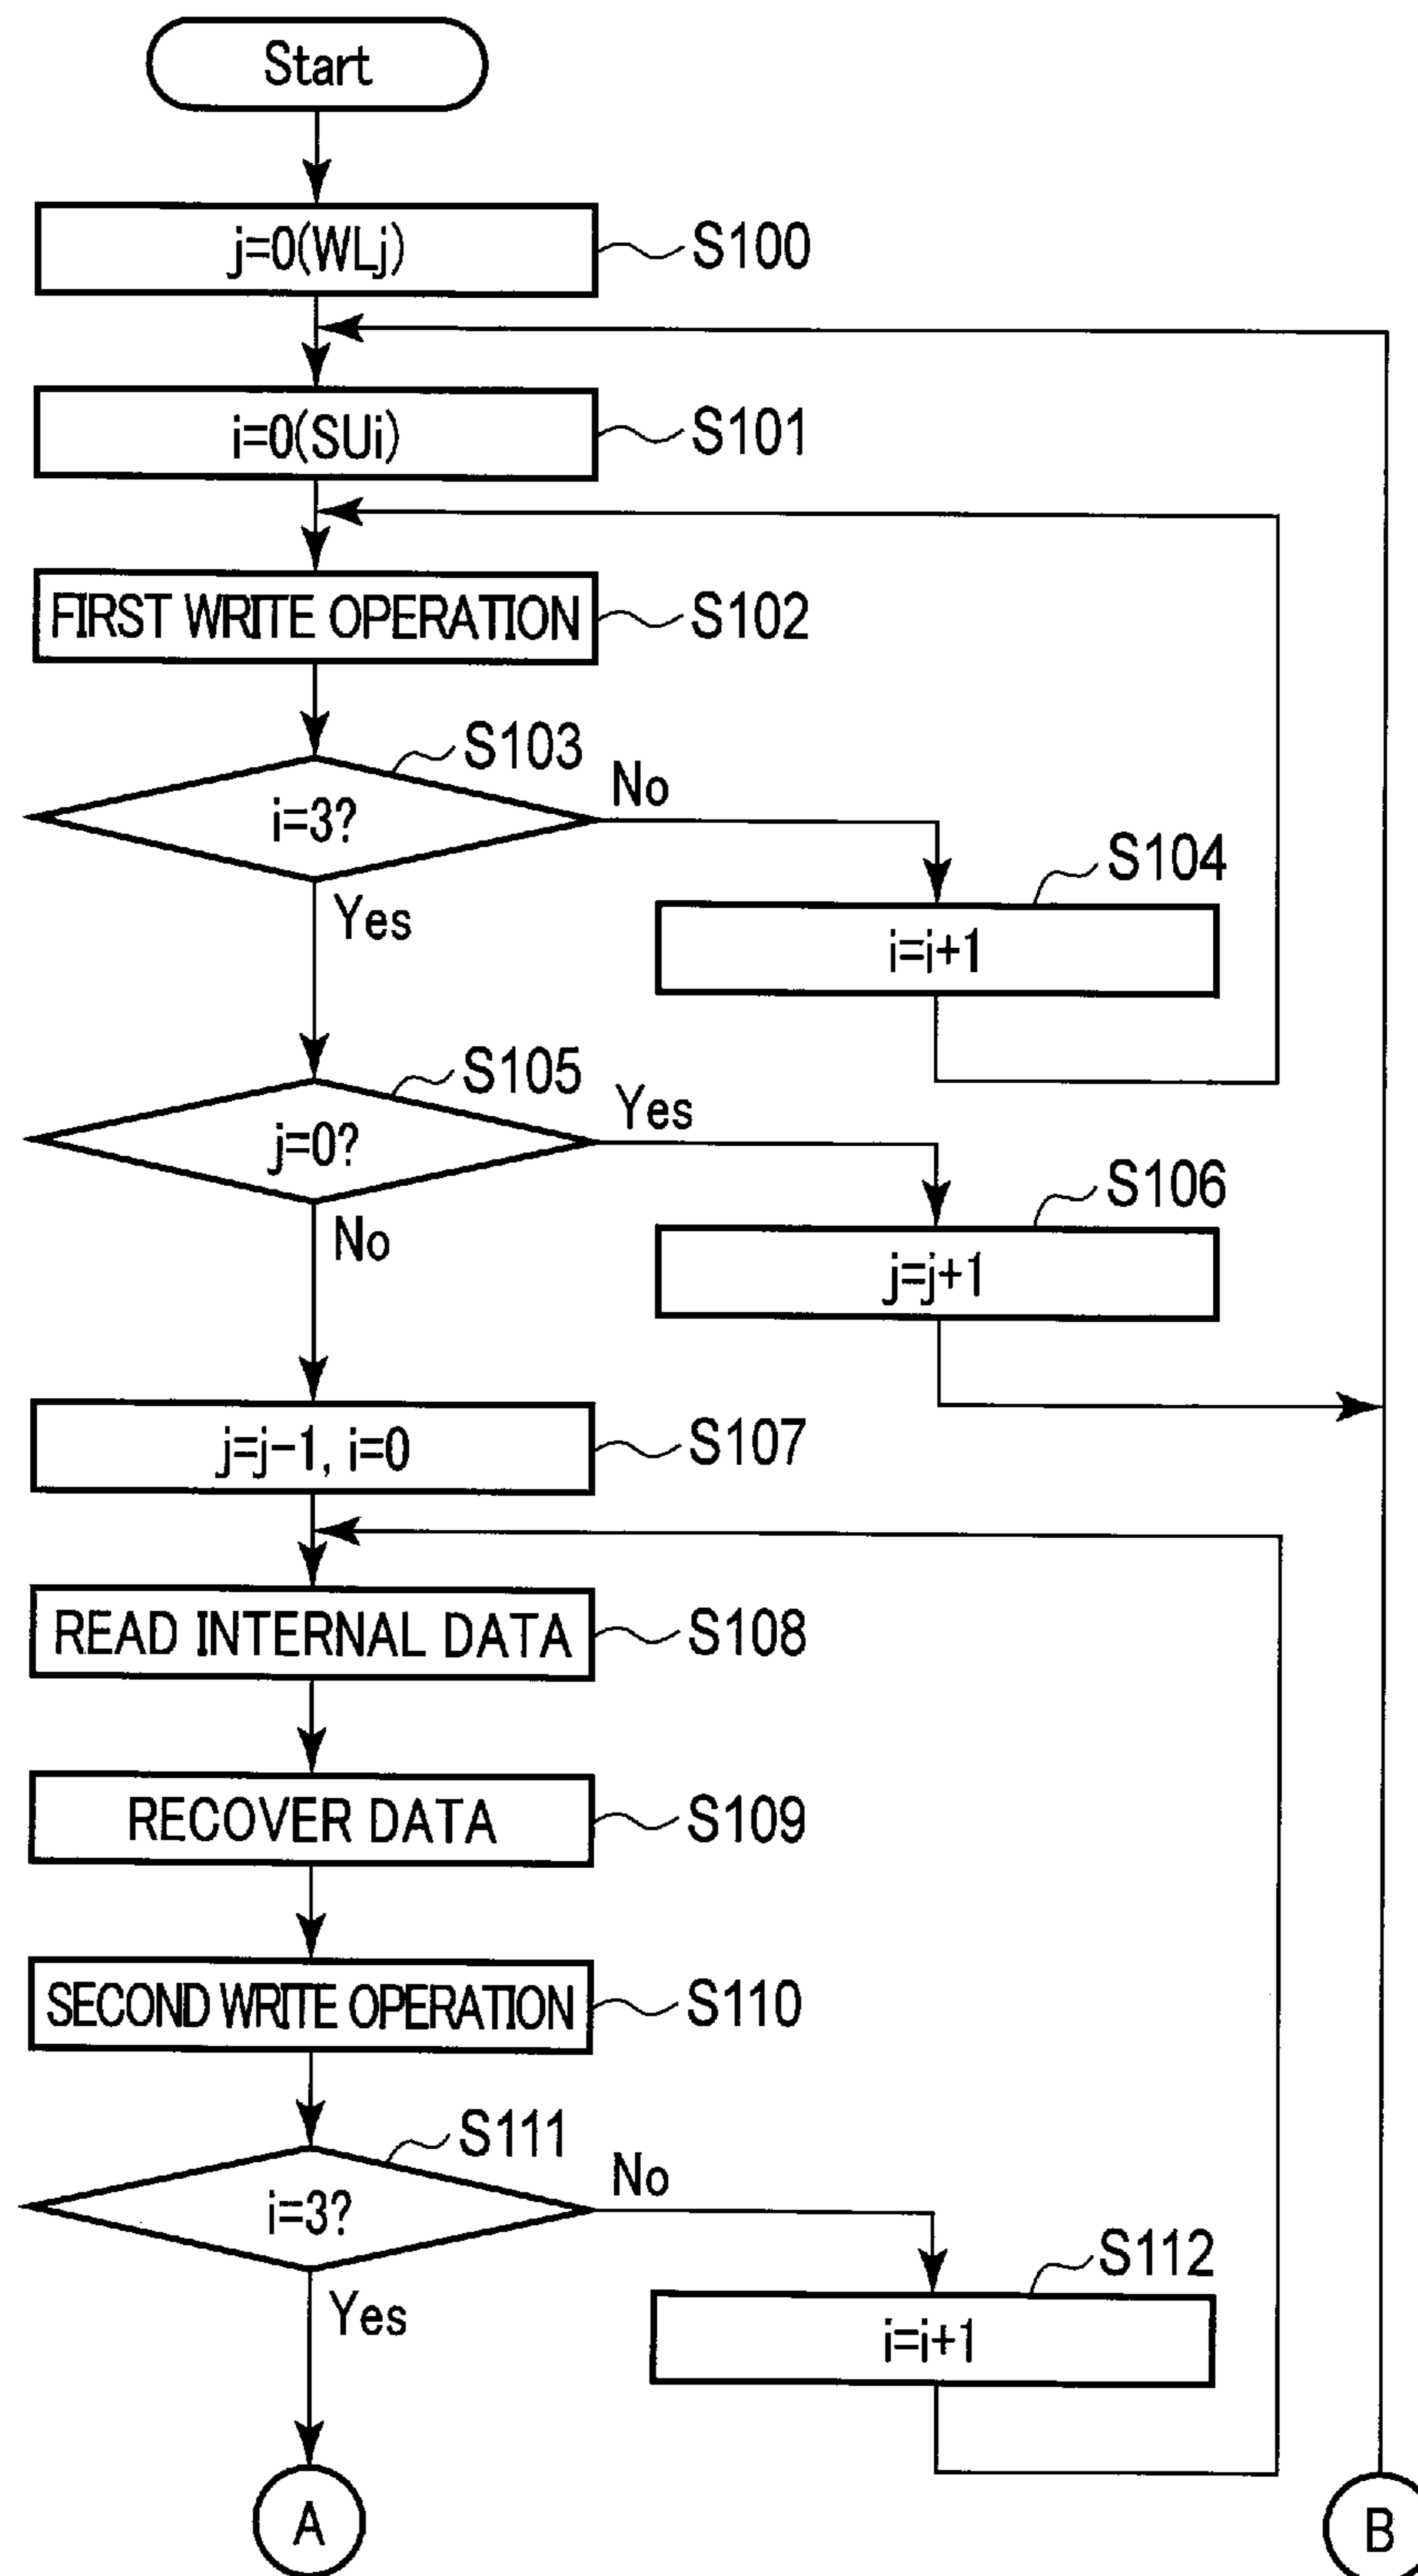 Start
j=0(WLj)
S100
i=0(SUi)
S101
FIRST WRITE OPERATION
S102
S103
i=3?
No
Yes
S104
i=i+1
S105
j=0?
Yes
No
S106
j=j+1
j=j-1, i=0
S107
READ INTERNAL DATA
S108
RECOVER DATA
S109
SECOND WRITE OPERATION
S110
S111
i=3?
No
Yes
S112
i=i+1
A
B